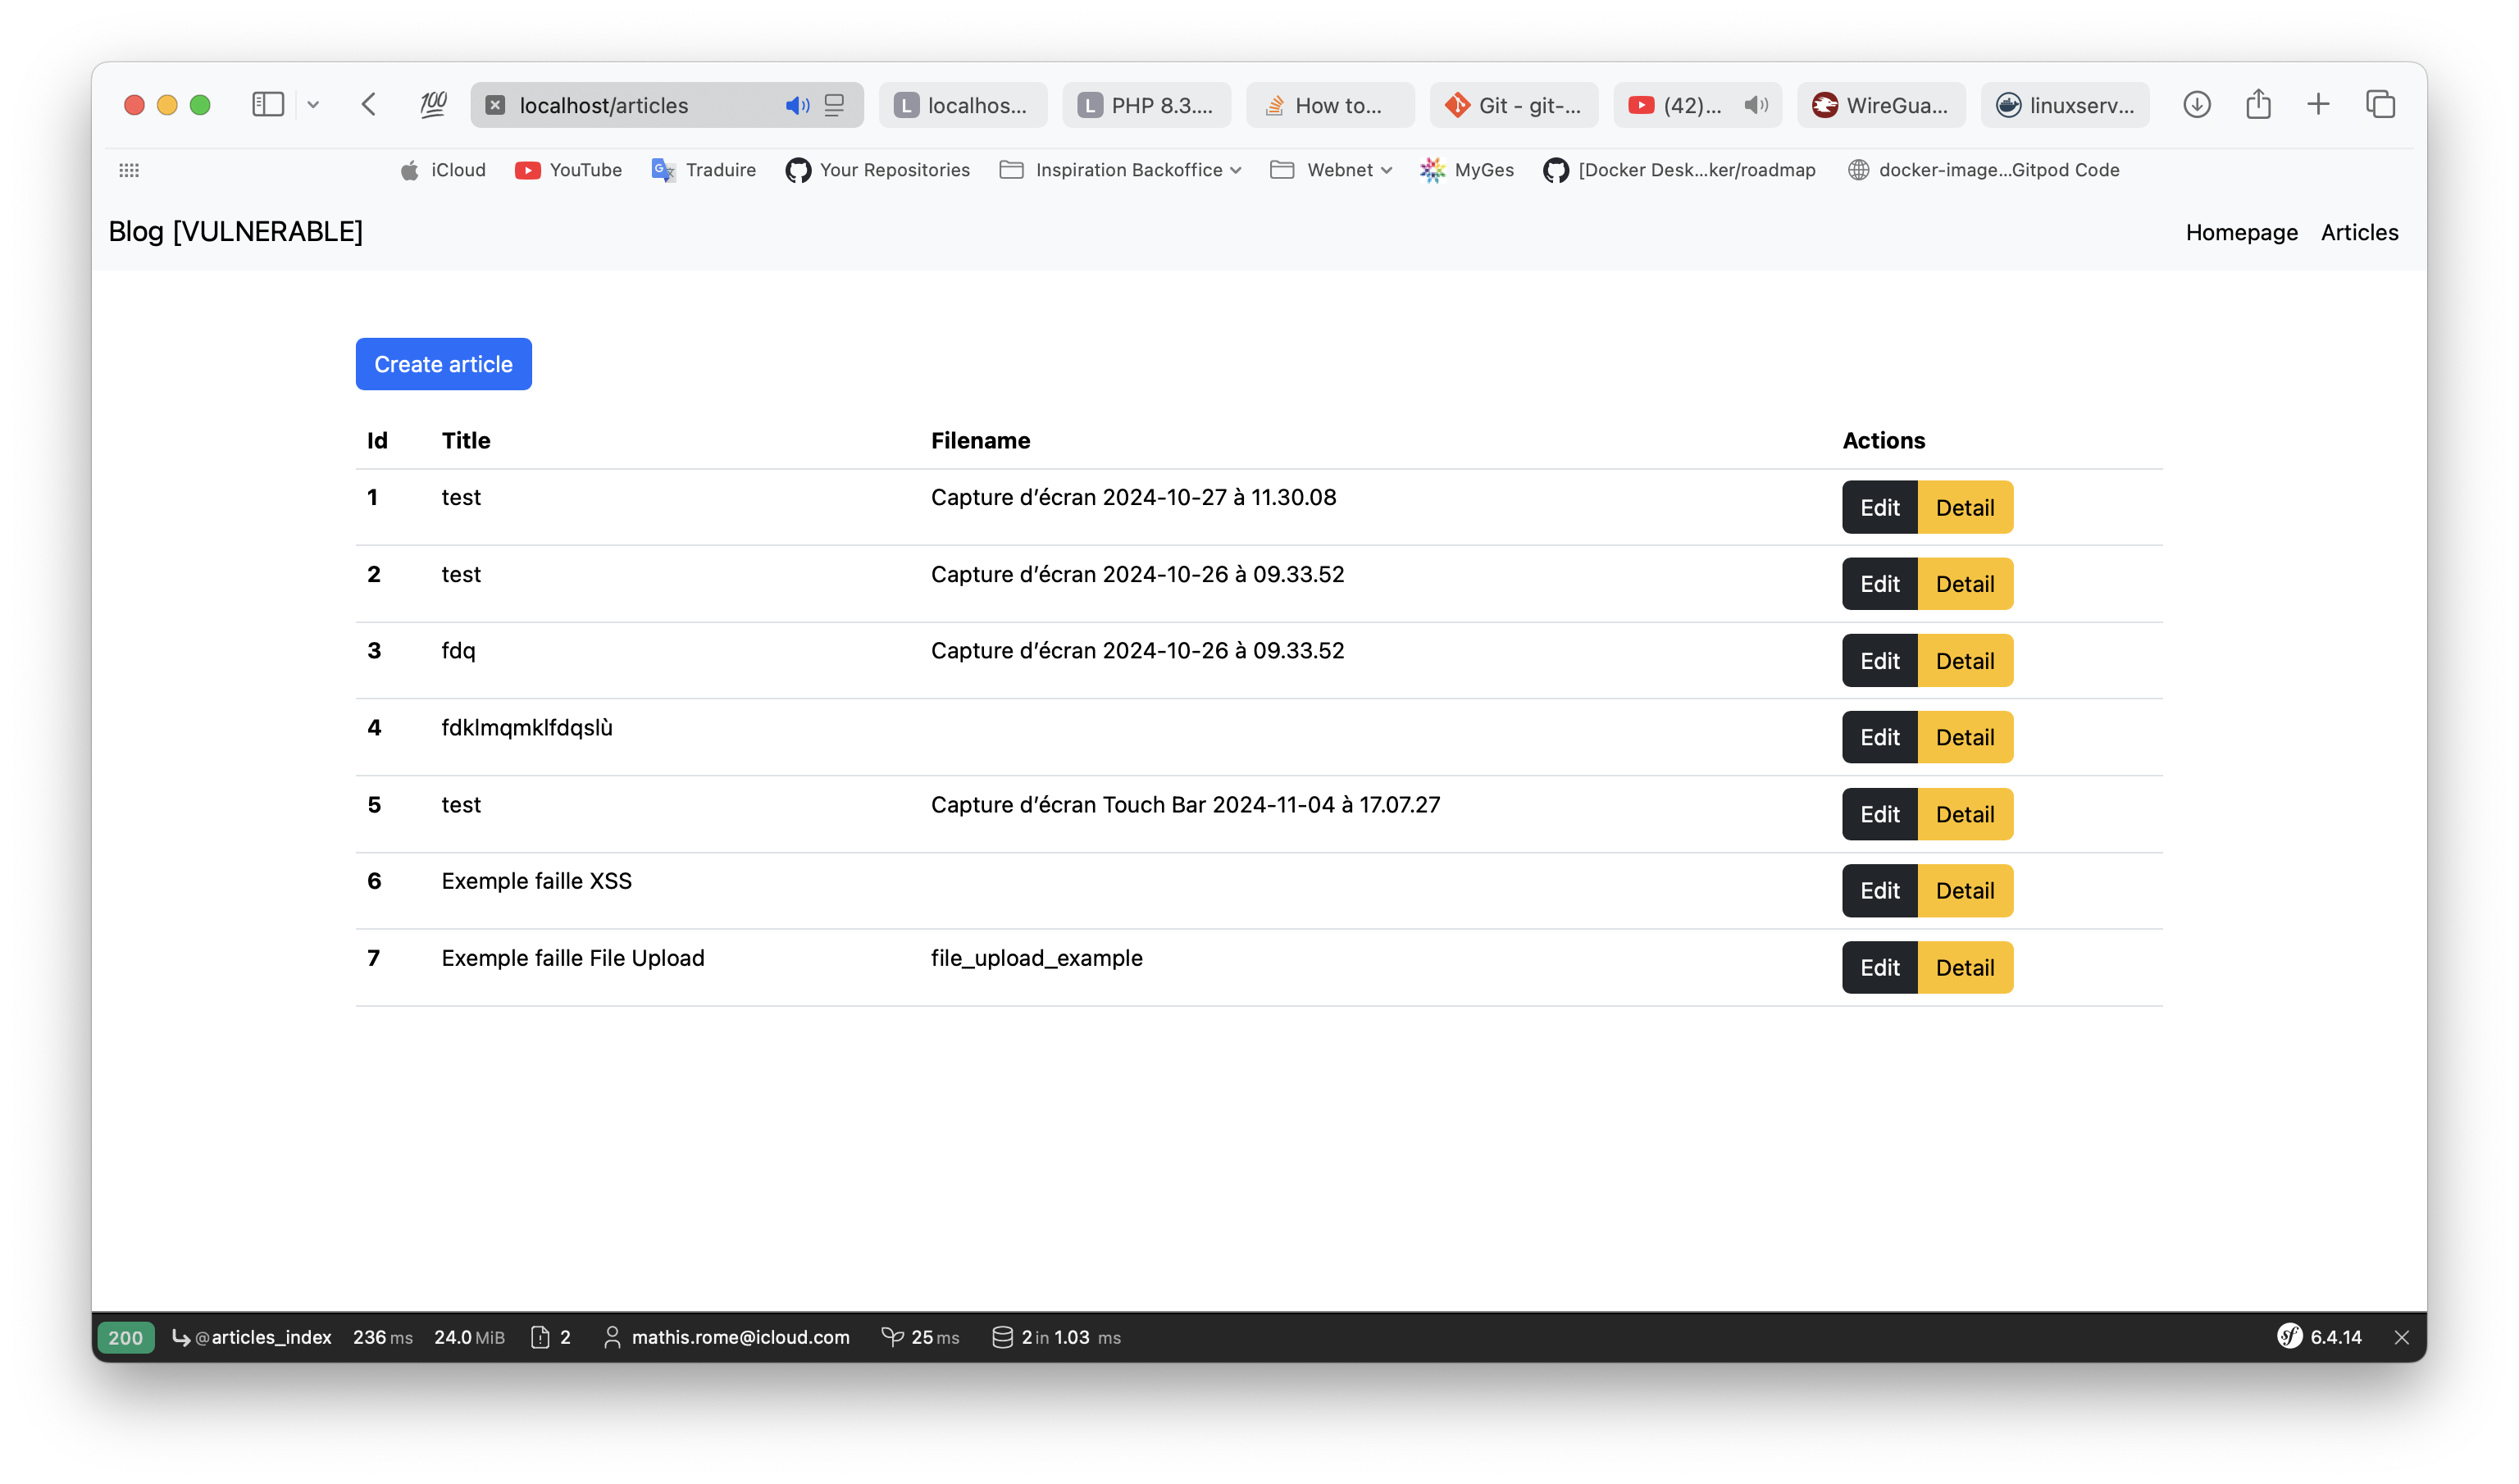 100 localhost/articles L localhos... L PHP 8.3.... How to... Git - git-... (42)... WireGua... linuxserv...
iCloud YouTube Traduire Your Repositories Inspiration Backoffice Webnet MyGes [Docker Desk...ker/roadmap docker-image...Gitpod Code
Blog [VULNERABLE] Homepage Articles
Create article
Id Title Filename Actions
1 test Capture d’écran 2024-10-27 à 11.30.08 Edit Detail
2 test Capture d’écran 2024-10-26 à 09.33.52 Edit Detail
3 fdq Capture d’écran 2024-10-26 à 09.33.52 Edit Detail
4 fdklmqmklfdqslù Edit Detail
5 test Capture d’écran Touch Bar 2024-11-04 à 17.07.27 Edit Detail
6 Exemple faille XSS Edit Detail
7 Exemple faille File Upload file_upload_example Edit Detail
200 @articles_index 236 ms 24.0 MiB 2 mathis.rome@icloud.com 25 ms 2 in 1.03 ms sf 6.4.14